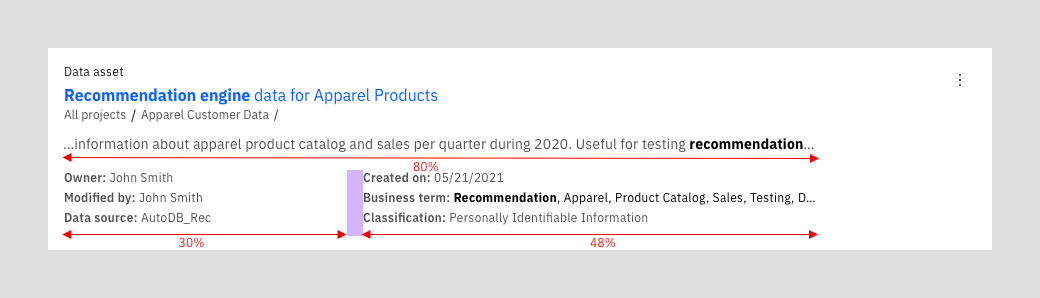 Data asset
Recommendation engine data for Apparel Products
All projects / Apparel Customer Data /
...information about apparel product catalog and sales per quarter during 2020. Useful for testing recommendation...
80%
Owner: John Smith
Created on: 05/21/2021
Modified by: John Smith
Business term: Recommendation, Apparel, Product Catalog, Sales, Testing, D...
Data source: AutoDB_Rec
Classification: Personally Identifiable Information
30%
48%